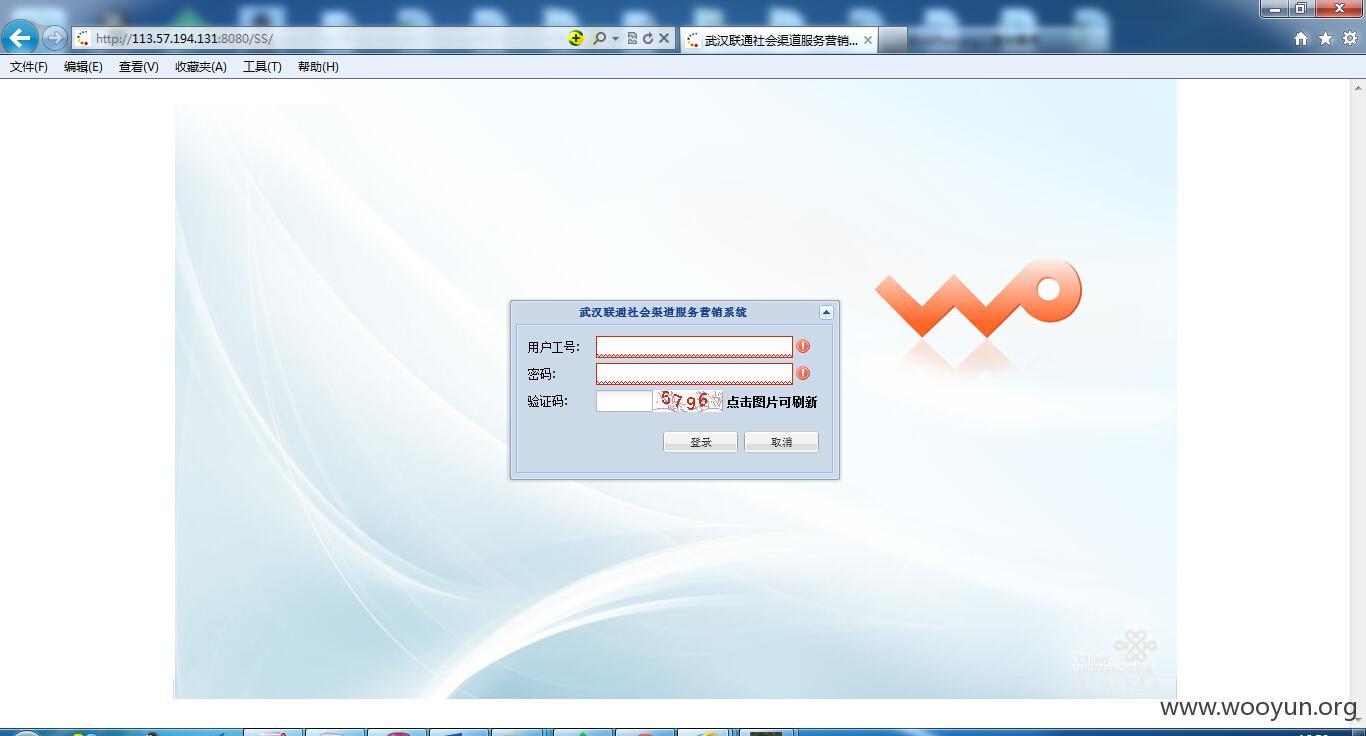 http://113.57.194.131:8080/SS/
武汉联通社会渠道服务营销...
文件(F) 编辑(E) 查看(V) 收藏夹(A) 工具(T) 帮助(H)
wo
武汉联通社会渠道服务营销系统
用户工号:
密码:
验证码: 5796 点击图片可刷新
登录 取消
China
www.wooyun.org